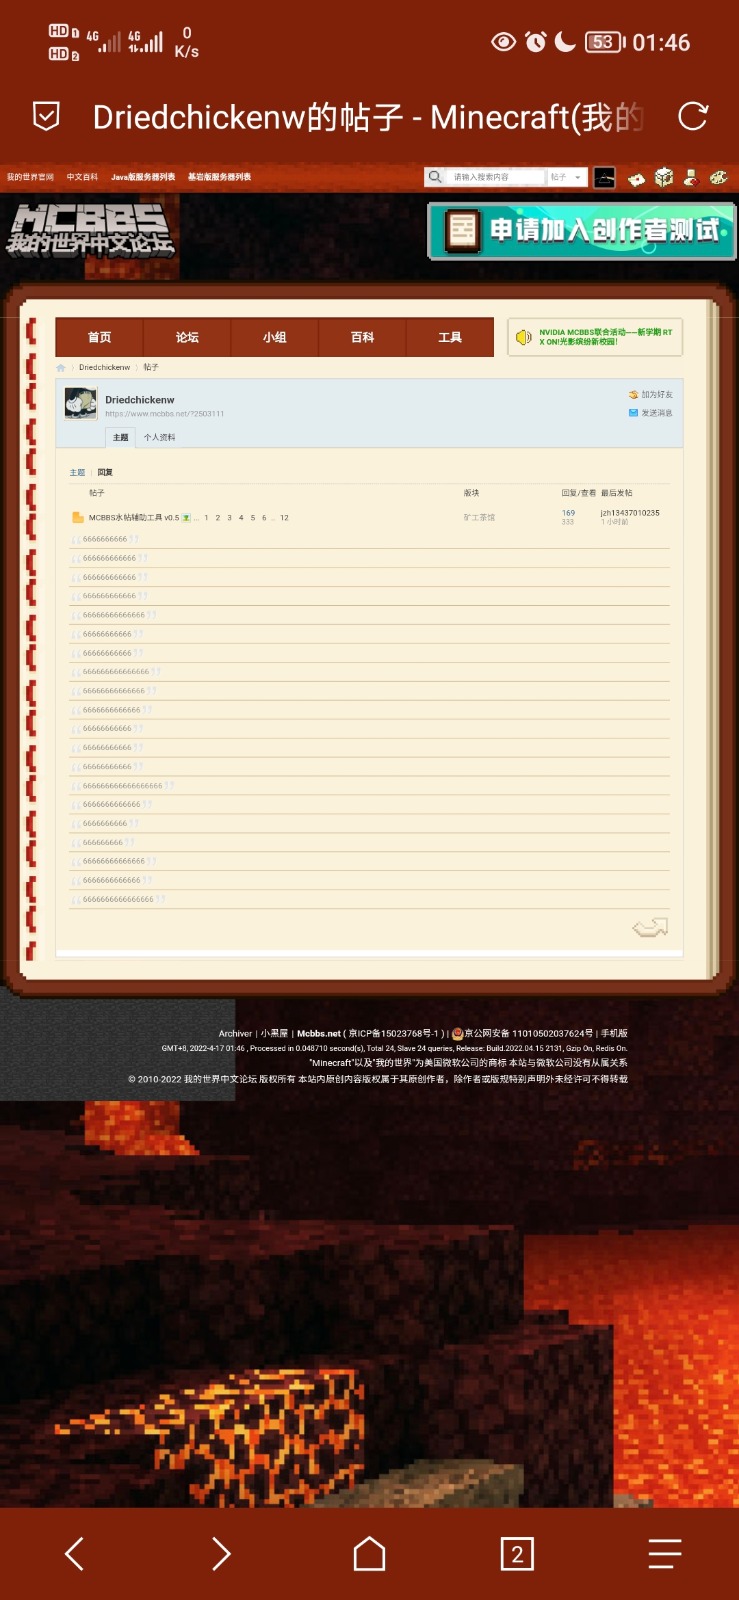 HD 1 4G 4G 0 53 01:46
HD 2 K/s
Driedchickenw的帖子 - Minecraft(我的
我的世界官网 中文百科 Java版服务器列表 基岩版服务器列表 请输入搜索内容 帖子
MCBBS
我的世界中文论坛
申请加入创作者测试
首页 论坛 小组 百科 工具
NVIDIA MCBBS联合活动——新学期 RT
X ON!光影缤纷新校园!
Driedchickenw 帖子
Driedchickenw
https://www.mcbbs.net/?2503111
加为好友
发送消息
主题 个人资料
主题 | 回复
帖子 版块 回复/查看 最后发帖
MCBBS水帖辅助工具 v0.5 ... 1 2 3 4 5 6 .. 12 矿工茶馆 169 jzh13437010235
333 1 小时前
6666666666
666666666666
666666666666
666666666666
66666666666666
66666666666
66666666666
666666666666666
66666666666666
6666666666666
66666666666
66666666666
66666666666
666666666666666666
6666666666666
6666666666
666666666
66666666666666
6666666666666
6666666666666666
Archiver | 小黑屋 | Mcbbs.net ( 京ICP备15023768号-1 ) | 京公网安备 11010502037624号 | 手机版
GMT+8, 2022-4-17 01:46 , Processed in 0.048710 second(s), Total 24, Slave 24 queries, Release: Build.2022.04.15 2131, Gzip On, Redis On.
"Minecraft"以及"我的世界"为美国微软公司的商标 本站与微软公司没有从属关系
© 2010-2022 我的世界中文论坛 版权所有 本站内原创内容版权属于其原创作者，除作者或版规特别声明外未经许可不得转载
2